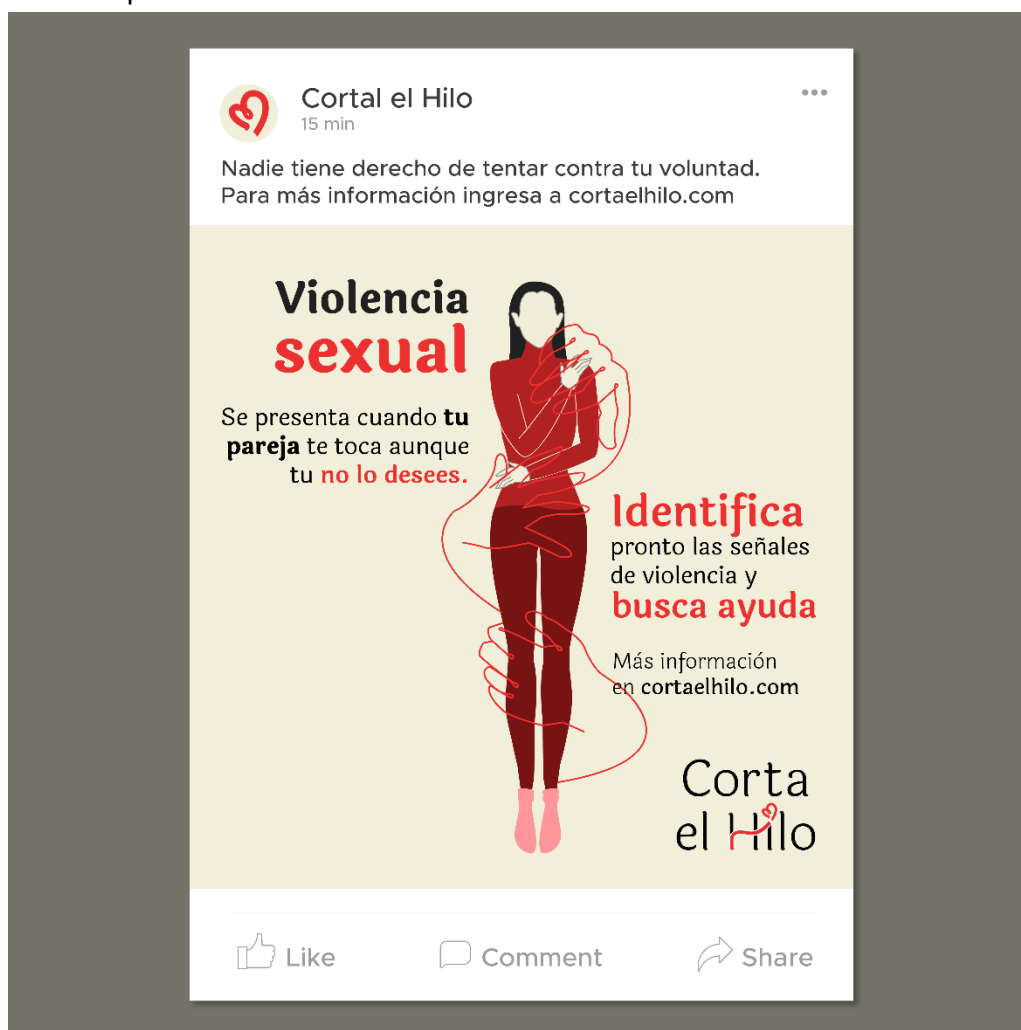 Cortal el Hilo
15 min
Nadie tiene derecho de tentar contra tu voluntad.
Para más información ingresa a cortaelhilo.com
Violencia
sexual
Se presenta cuando tu
pareja te toca aunque
tu no lo desees.
Identifica
pronto las señales
de violencia y
busca ayuda
Más información
en cortaelhilo.com
Corta
el Hilo
Like
Comment
Share